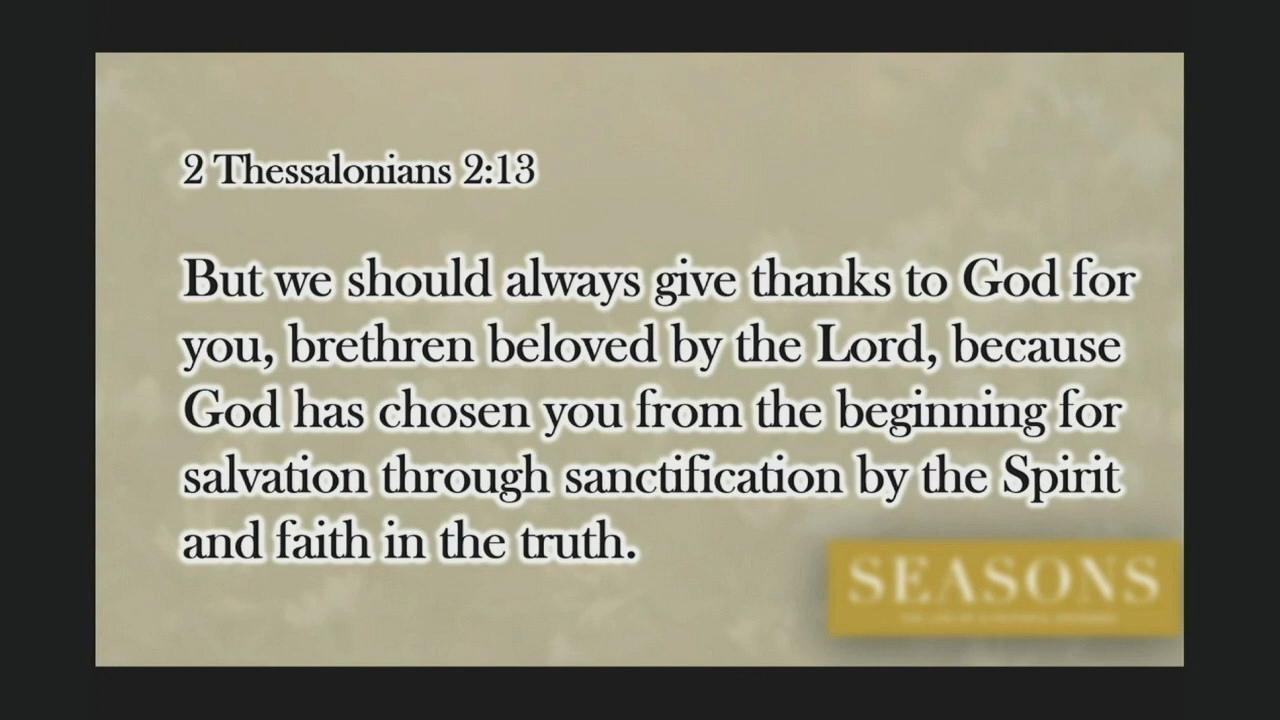 2 Thessalonians 2:13
But we should always give thanks to God for
you, brethren beloved by the Lord, because
God has chosen you from the beginning for
salvation through sanctification by the Spirit
and faith in the truth.
SEASONS